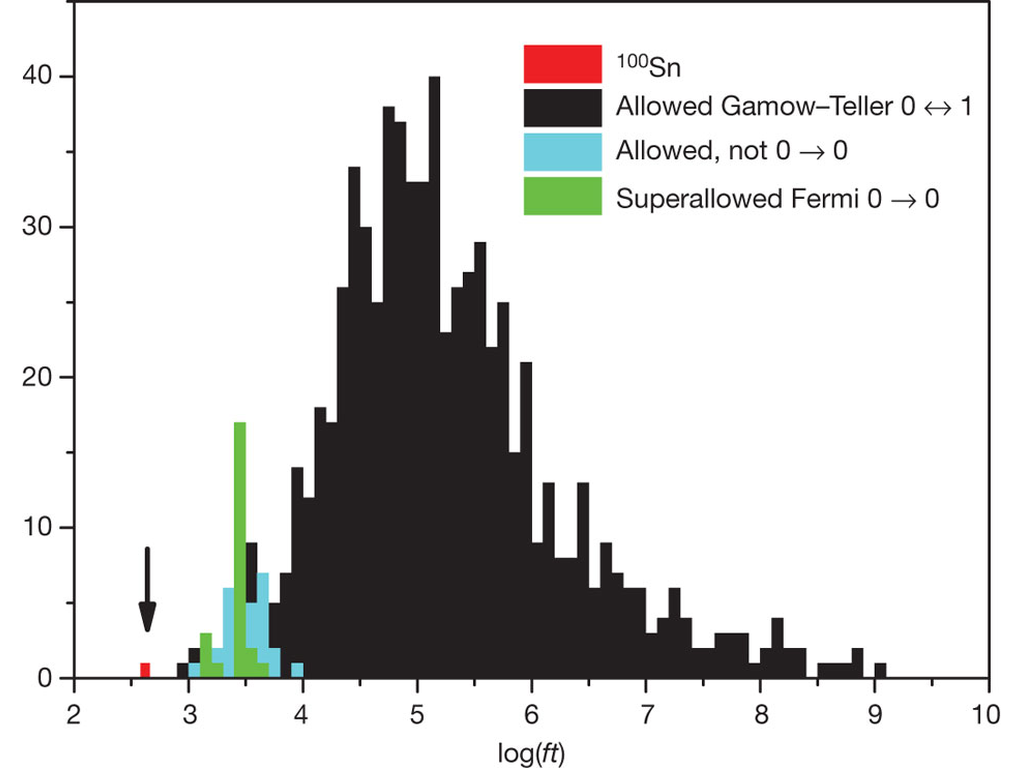 40
30
20
10
0
¹⁰⁰Sn
Allowed Gamow–Teller 0 ↔ 1
Allowed, not 0 → 0
Superallowed Fermi 0 → 0
2 3 4 5 6 7 8 9 10
log(ft)